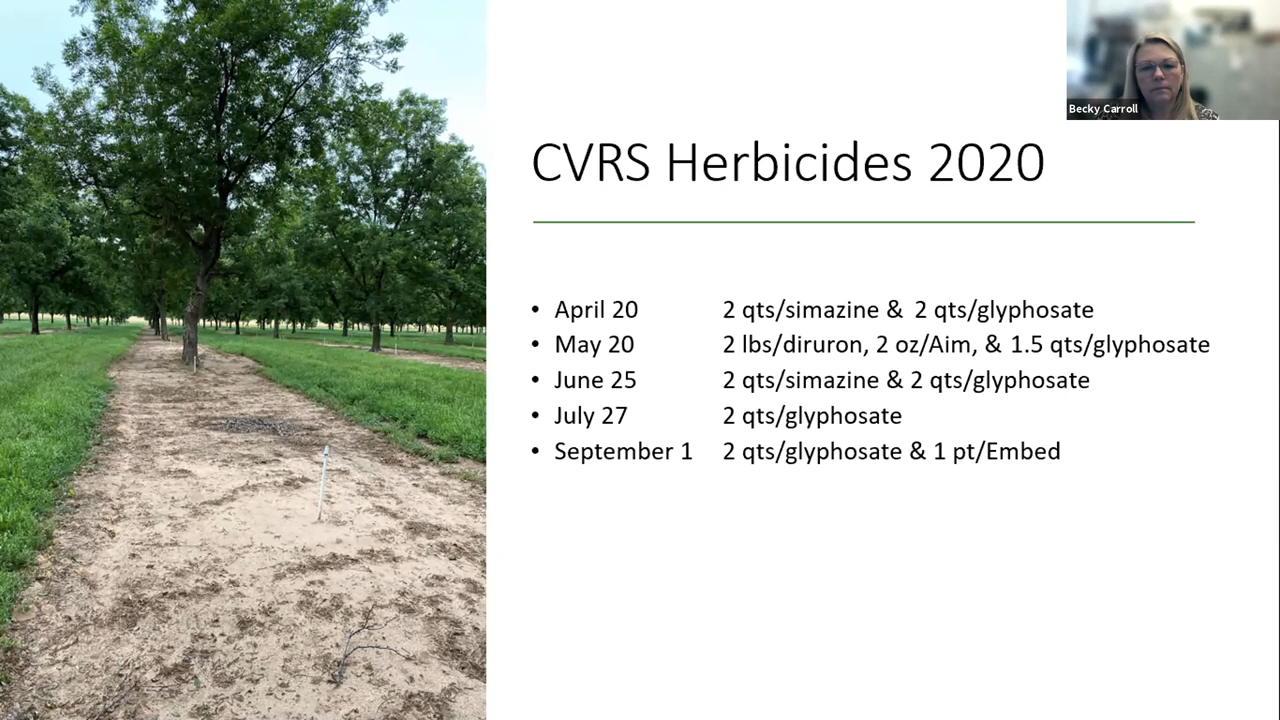 Becky Carroll
CVRS Herbicides 2020
• April 20 2 qts/simazine & 2 qts/glyphosate
• May 20 2 lbs/diruron, 2 oz/Aim, & 1.5 qts/glyphosate
• June 25 2 qts/simazine & 2 qts/glyphosate
• July 27 2 qts/glyphosate
• September 1 2 qts/glyphosate & 1 pt/Embed